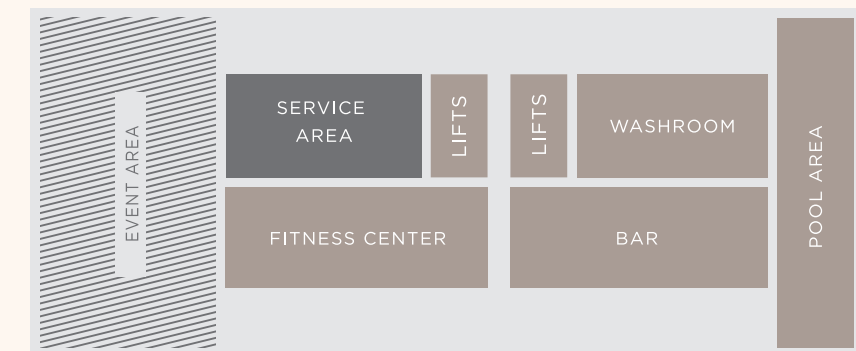 EVENT AREA
SERVICE
AREA
LIFTS
LIFTS
WASHROOM
POOL AREA
FITNESS CENTER
BAR